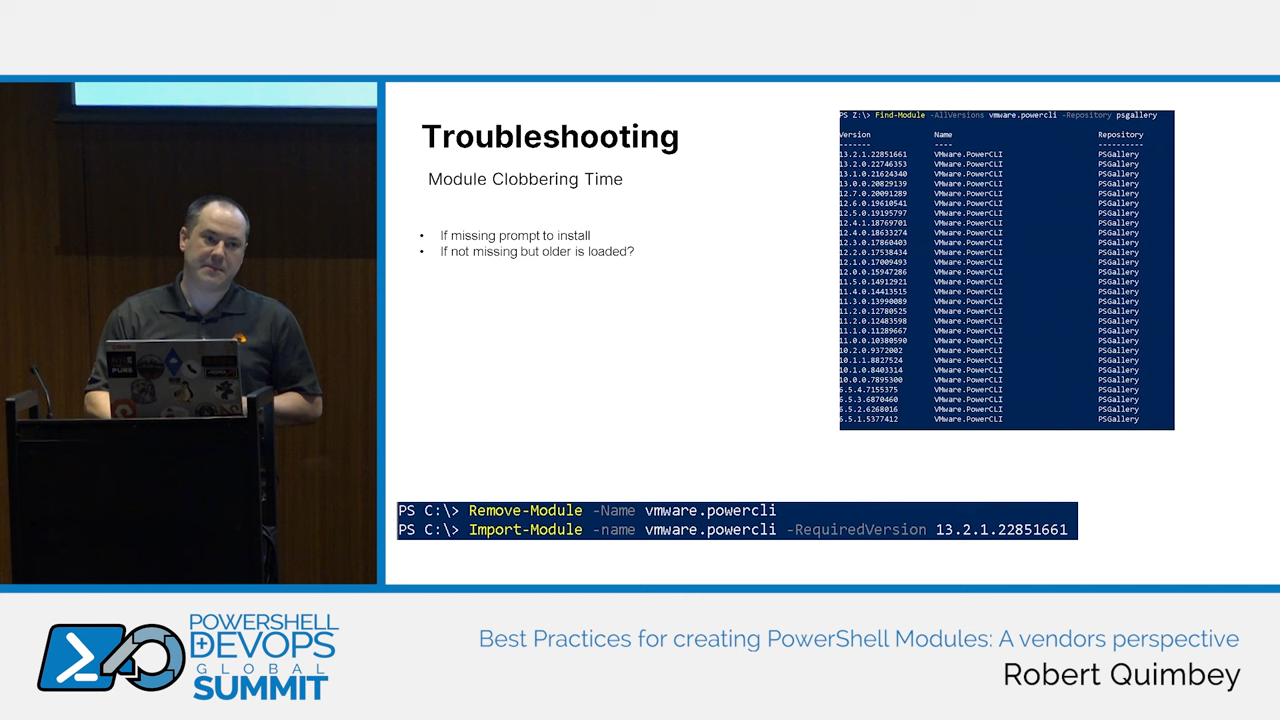 Troubleshooting
Module Clobbering Time
• If missing prompt to install
• If not missing but older is loaded?
PS Z:\> Find-Module -AllVersions vmware.powercli -Repository psgallery
Version Name Repository
------- ---- ----------
13.2.1.22851661 VMware.PowerCLI PSGallery
13.2.0.22746353 VMware.PowerCLI PSGallery
13.1.0.21624340 VMware.PowerCLI PSGallery
13.0.0.20829139 VMware.PowerCLI PSGallery
12.7.0.20091289 VMware.PowerCLI PSGallery
12.6.0.19610541 VMware.PowerCLI PSGallery
12.5.0.19195797 VMware.PowerCLI PSGallery
12.4.1.18769701 VMware.PowerCLI PSGallery
12.4.0.18633274 VMware.PowerCLI PSGallery
12.3.0.17860403 VMware.PowerCLI PSGallery
12.2.0.17538434 VMware.PowerCLI PSGallery
12.1.0.17009493 VMware.PowerCLI PSGallery
12.0.0.15947286 VMware.PowerCLI PSGallery
11.5.0.14912921 VMware.PowerCLI PSGallery
11.4.0.14413515 VMware.PowerCLI PSGallery
11.3.0.13990089 VMware.PowerCLI PSGallery
11.2.0.12780525 VMware.PowerCLI PSGallery
11.2.0.12483598 VMware.PowerCLI PSGallery
11.1.0.11289667 VMware.PowerCLI PSGallery
11.0.0.10380590 VMware.PowerCLI PSGallery
10.2.0.9372002 VMware.PowerCLI PSGallery
10.1.1.8827524 VMware.PowerCLI PSGallery
10.1.0.8403314 VMware.PowerCLI PSGallery
10.0.0.7895300 VMware.PowerCLI PSGallery
6.5.4.7155375 VMware.PowerCLI PSGallery
6.5.3.6870460 VMware.PowerCLI PSGallery
6.5.2.6268016 VMware.PowerCLI PSGallery
6.5.1.5377412 VMware.PowerCLI PSGallery
PS C:\> Remove-Module -Name vmware.powercli
PS C:\> Import-Module -name vmware.powercli -RequiredVersion 13.2.1.22851661
POWERSHELL
DEVOPS
GLOBAL
SUMMIT
Best Practices for creating PowerShell Modules: A vendors perspective
Robert Quimbey